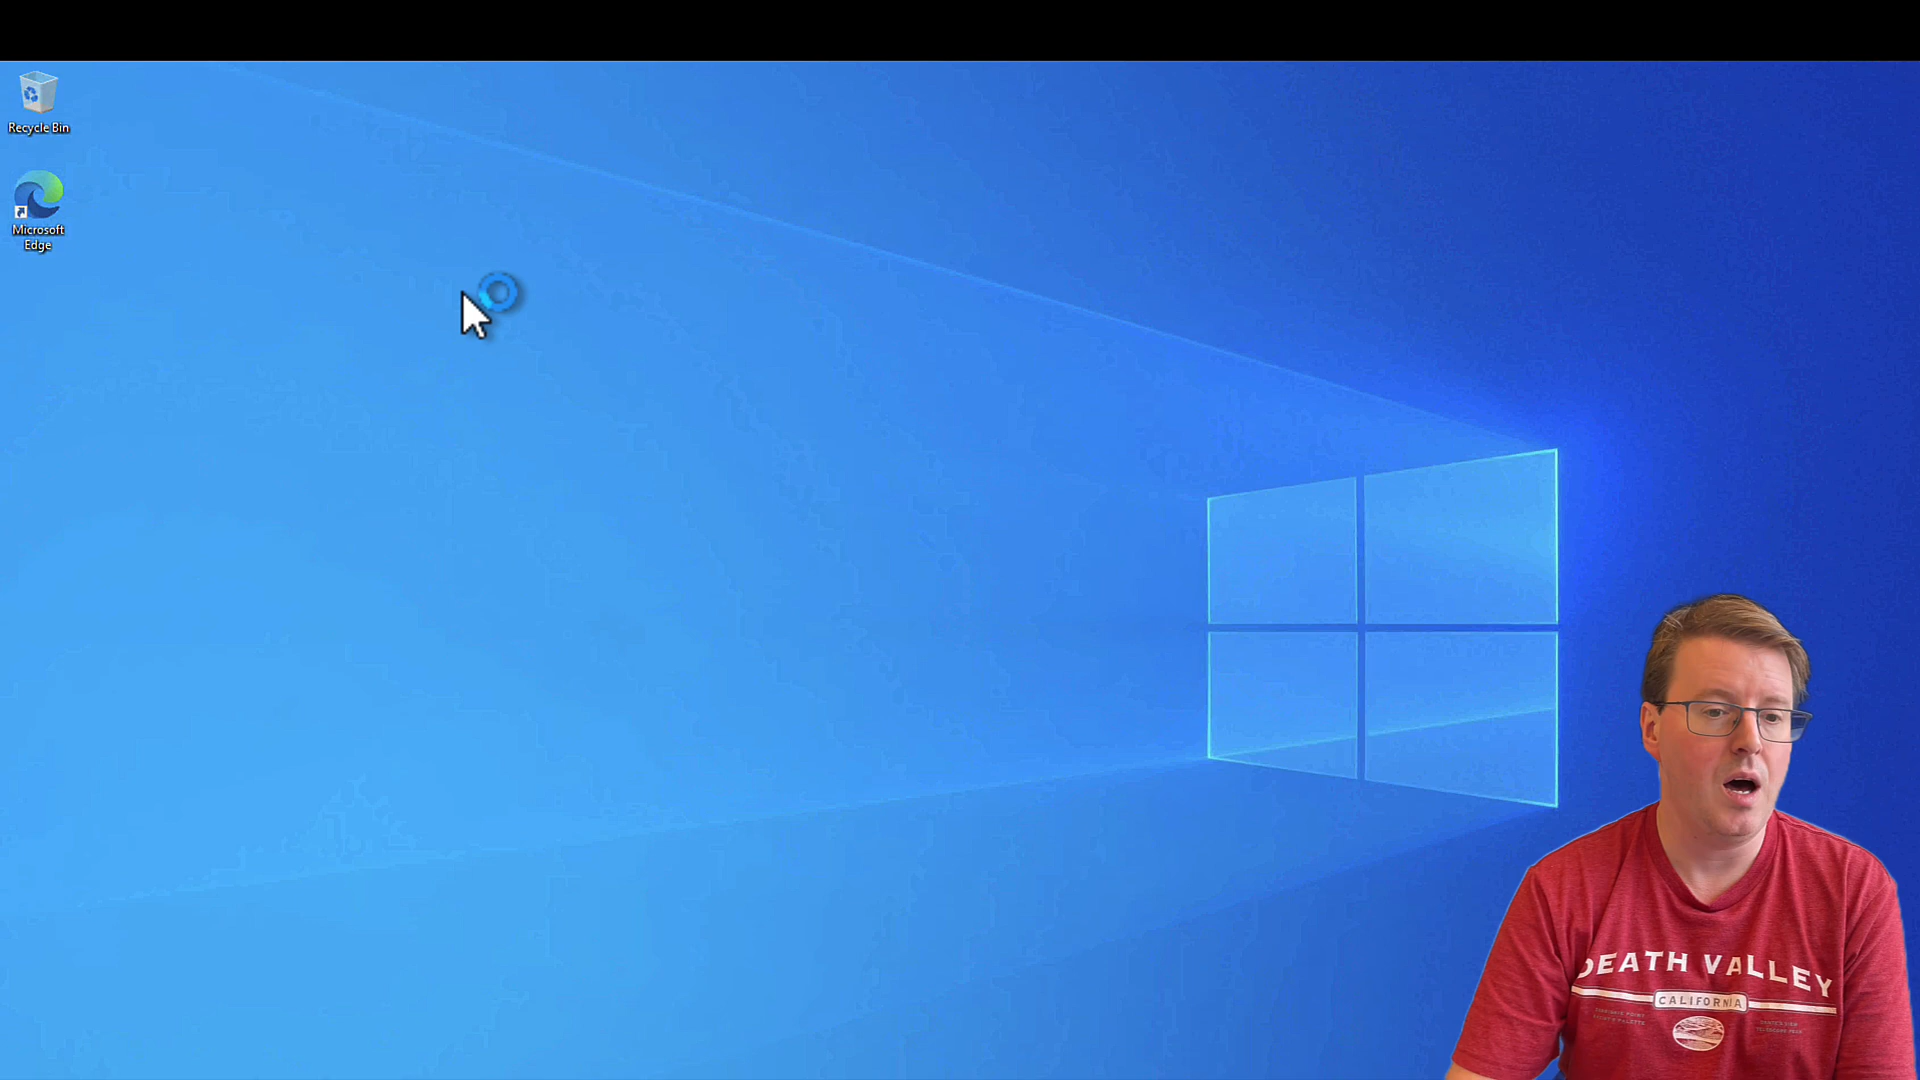 Recycle Bin
Microsoft
Edge
DEATH VALLEY
CALIFORNIA